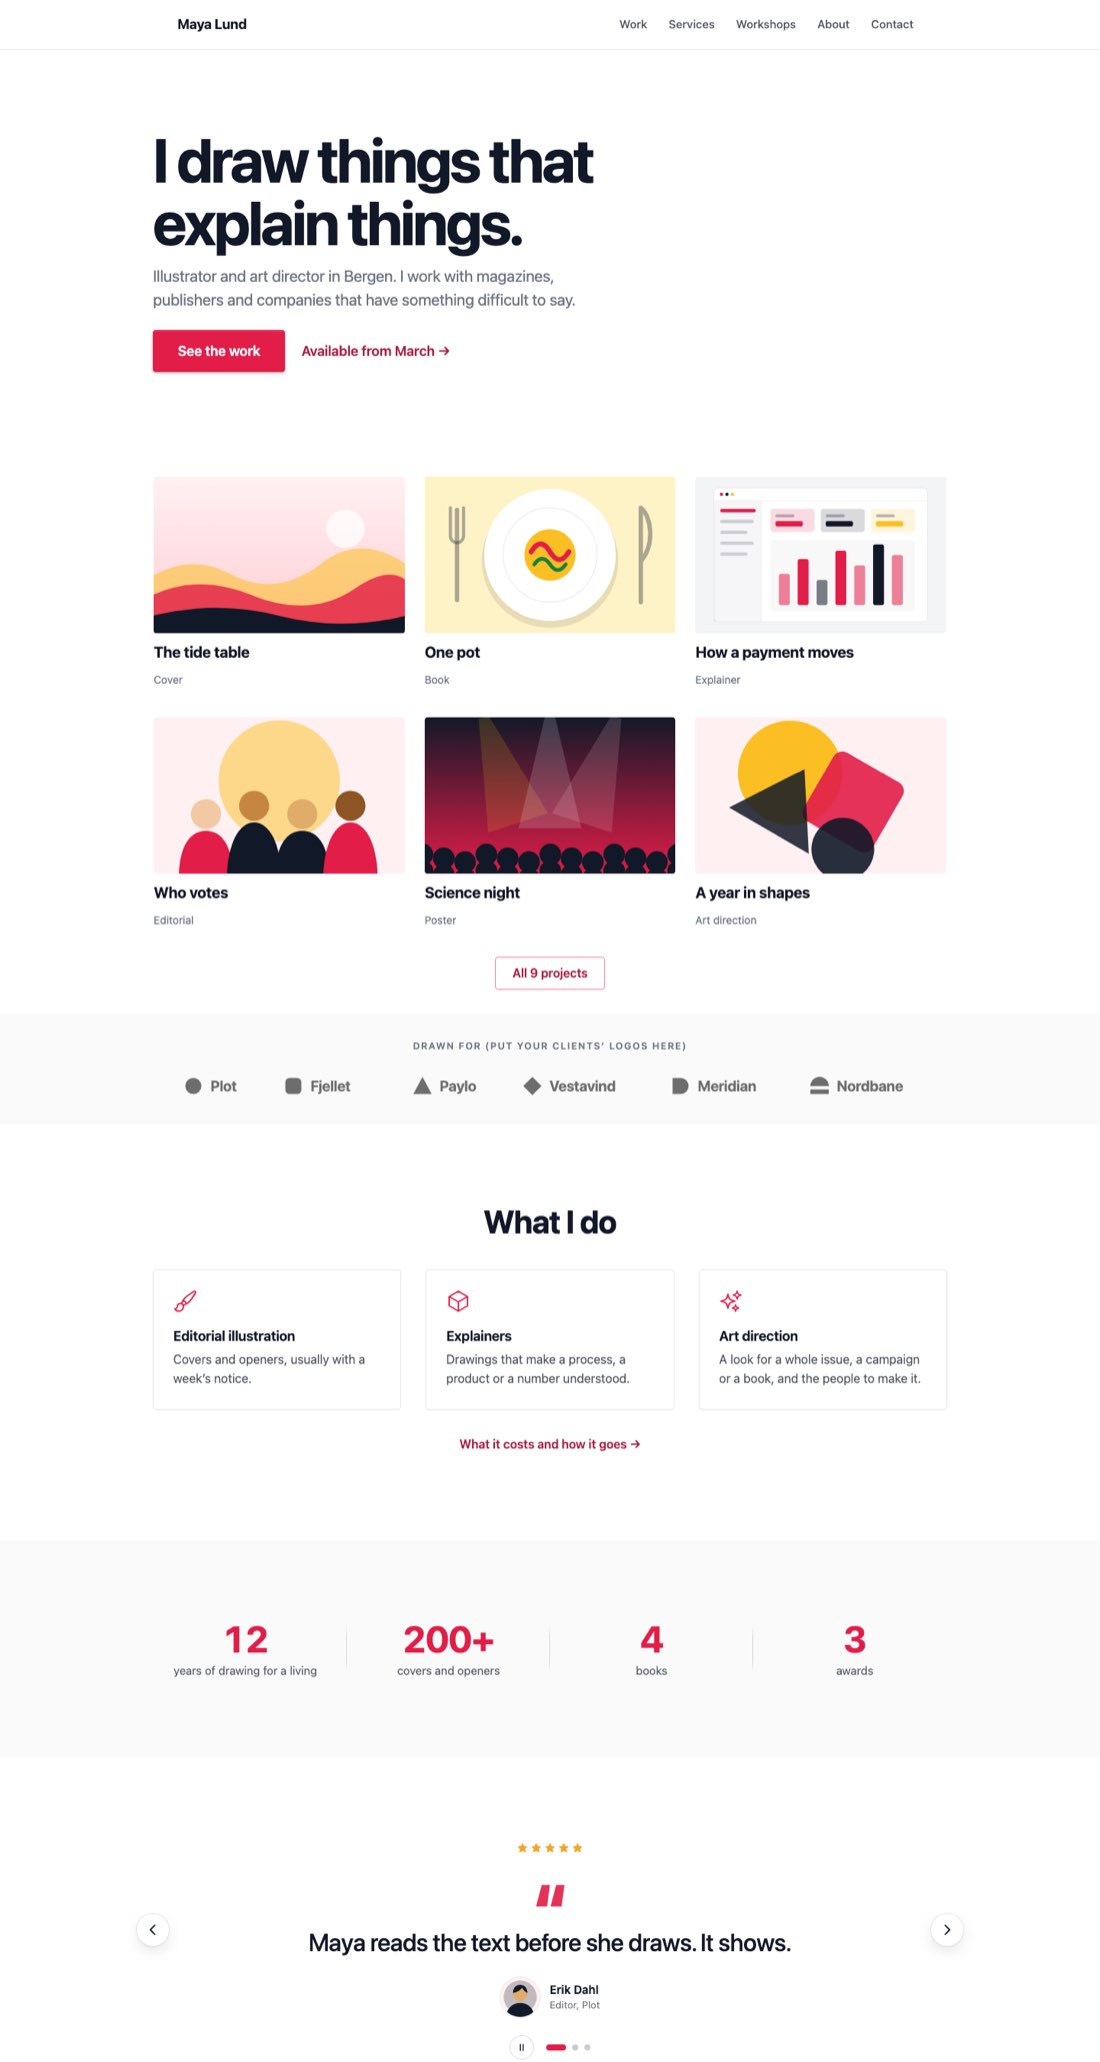 Maya Lund
Work
Services
Workshops
About
Contact
I draw things that
explain things.
Illustrator and art director in Bergen. I work with magazines,
publishers and companies that have something difficult to say.
See the work
Available from March →
The tide table
Cover
One pot
Book
How a payment moves
Explainer
Who votes
Editorial
Science night
Poster
A year in shapes
Art direction
All 9 projects
DRAWN FOR (PUT YOUR CLIENTS' LOGOS HERE)
Plot
Fjellet
Paylo
Vestavind
Meridian
Nordbane
What I do
Editorial illustration
Covers and openers, usually with a
week's notice.
Explainers
Drawings that make a process, a
product or a number understood.
Art direction
A look for a whole issue, a campaign
or a book, and the people to make it.
What it costs and how it goes →
12
years of drawing for a living
200+
covers and openers
4
books
3
awards
Maya reads the text before she draws. It shows.
Erik Dahl
Editor, Plot